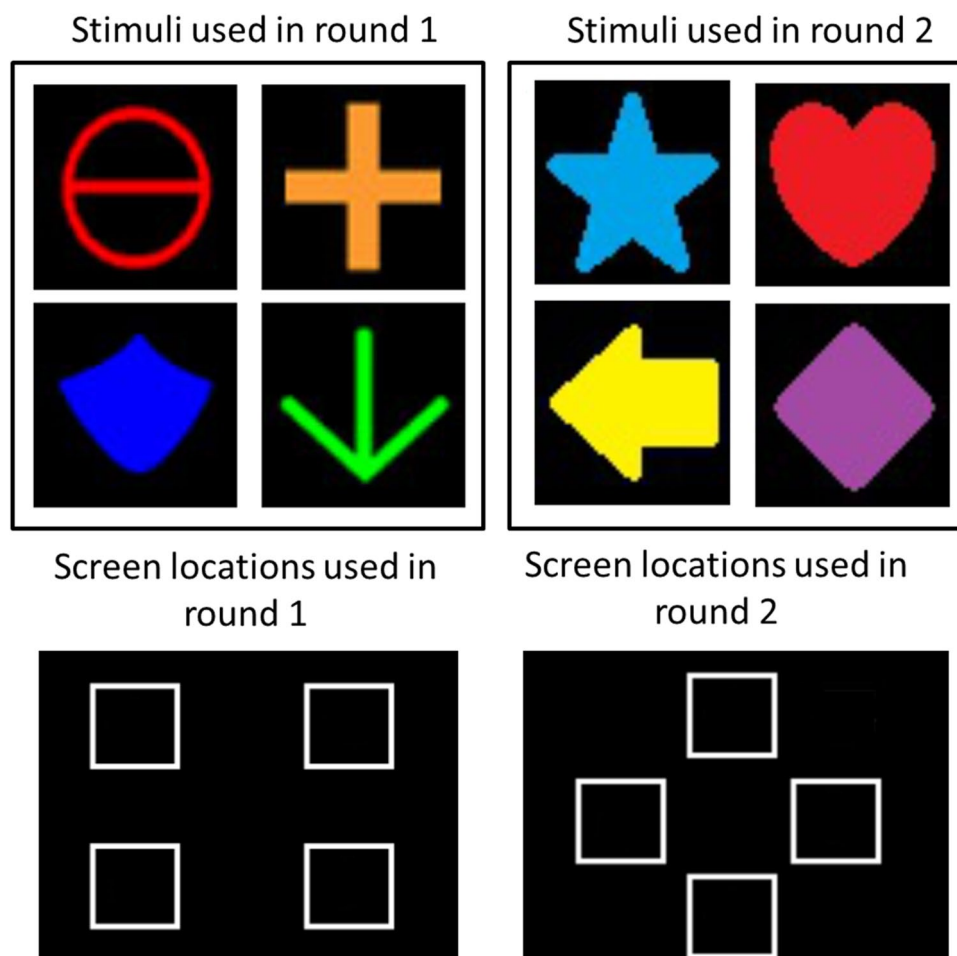 Stimuli used in round 1
Stimuli used in round 2
Screen locations used in
round 1
Screen locations used in
round 2